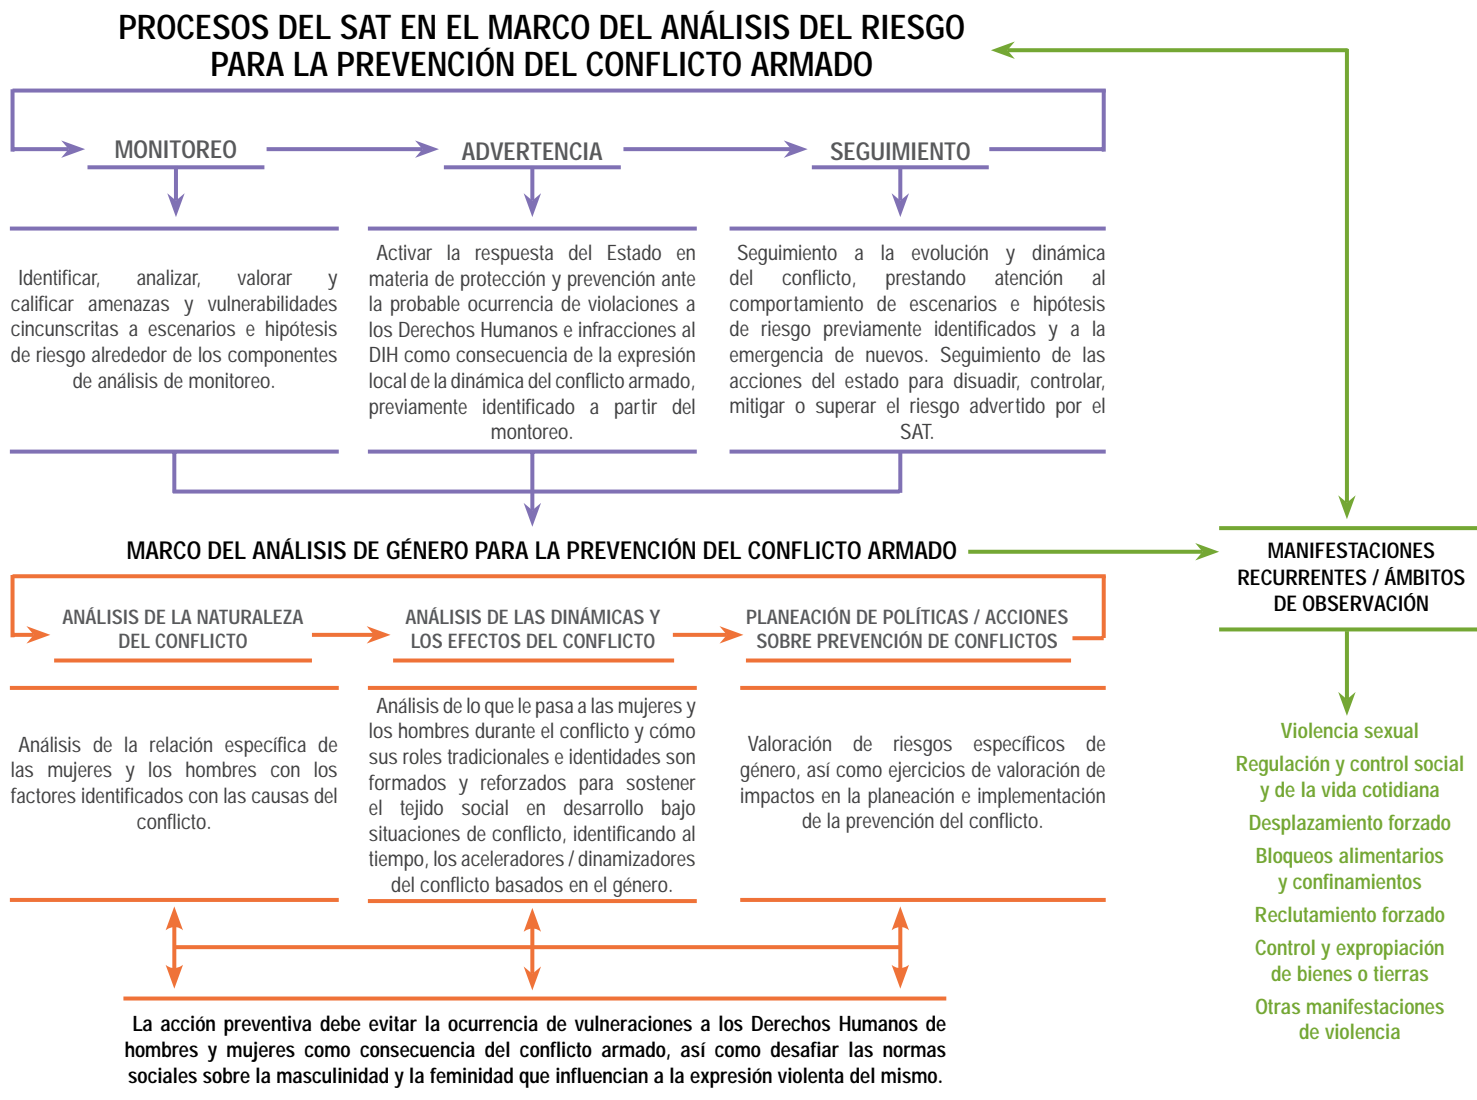 PROCESOS DEL SAT EN EL MARCO DEL ANÁLISIS DEL RIESGO
PARA LA PREVENCIÓN DEL CONFLICTO ARMADO
MONITOREO
ADVERTENCIA
SEGUIMIENTO
Identificar, analizar, valorar y
calificar amenazas y vulnerabilidades
cincunscritas a escenarios e hipótesis
de riesgo alrededor de los componentes
de análisis de monitoreo.
Activar la respuesta del Estado en
materia de protección y prevención ante
la probable ocurrencia de violaciones a
los Derechos Humanos e infracciones al
DIH como consecuencia de la expresión
local de la dinámica del conflicto armado,
previamente identificado a partir del
montoreo.
Seguimiento a la evolución y dinámica
del conflicto, prestando atención al
comportamiento de escenarios e hipótesis
de riesgo previamente identificados y a la
emergencia de nuevos. Seguimiento de las
acciones del estado para disuadir, controlar,
mitigar o superar el riesgo advertido por el
SAT.
MARCO DEL ANÁLISIS DE GÉNERO PARA LA PREVENCIÓN DEL CONFLICTO ARMADO
ANÁLISIS DE LA NATURALEZA
DEL CONFLICTO
ANÁLISIS DE LAS DINÁMICAS Y
LOS EFECTOS DEL CONFLICTO
PLANEACIÓN DE POLÍTICAS / ACCIONES
SOBRE PREVENCIÓN DE CONFLICTOS
Análisis de la relación específica de
las mujeres y los hombres con los
factores identificados con las causas del
conflicto.
Análisis de lo que le pasa a las mujeres y
los hombres durante el conflicto y cómo
sus roles tradicionales e identidades son
formados y reforzados para sostener
el tejido social en desarrollo bajo
situaciones de conflicto, identificando al
tiempo, los aceleradores / dinamizadores
del conflicto basados en el género.
Valoración de riesgos específicos de
género, así como ejercicios de valoración de
impactos en la planeación e implementación
de la prevención del conflicto.
La acción preventiva debe evitar la ocurrencia de vulneraciones a los Derechos Humanos de
hombres y mujeres como consecuencia del conflicto armado, así como desafiar las normas
sociales sobre la masculinidad y la feminidad que influencian a la expresión violenta del mismo.
MANIFESTACIONES
RECURRENTES / ÁMBITOS
DE OBSERVACIÓN
Violencia sexual
Regulación y control social
y de la vida cotidiana
Desplazamiento forzado
Bloqueos alimentarios
y confinamientos
Reclutamiento forzado
Control y expropiación
de bienes o tierras
Otras manifestaciones
de violencia